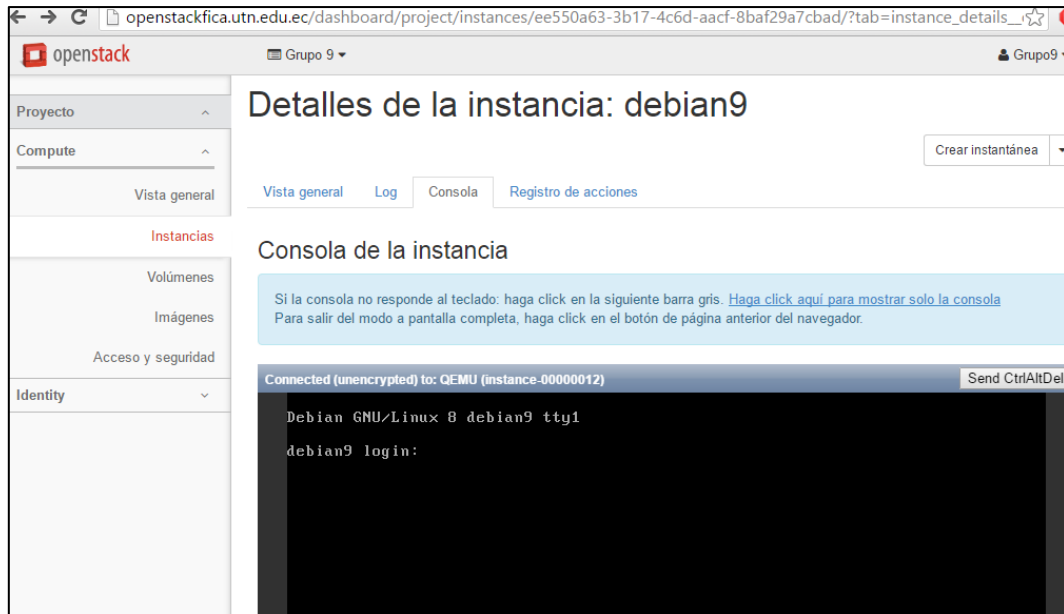 openstackfica.utn.edu.ec/dashboard/project/instances/ee550a63-3b17-4c6d-aacf-8baf29a7cbad/?tab=instance_details__
openstack
Grupo 9
Grupo9
Proyecto
Compute
Vista general
Instancias
Volúmenes
Imágenes
Acceso y seguridad
Identity
Detalles de la instancia: debian9
Crear instantánea
Vista general Log Consola Registro de acciones
Consola de la instancia
Si la consola no responde al teclado: haga click en la siguiente barra gris. Haga click aquí para mostrar solo la consola
Para salir del modo a pantalla completa, haga click en el botón de página anterior del navegador.
Connected (unencrypted) to: QEMU (instance-00000012)
Send CtrlAltDel
Debian GNU/Linux 8 debian9 tty1
debian9 login: